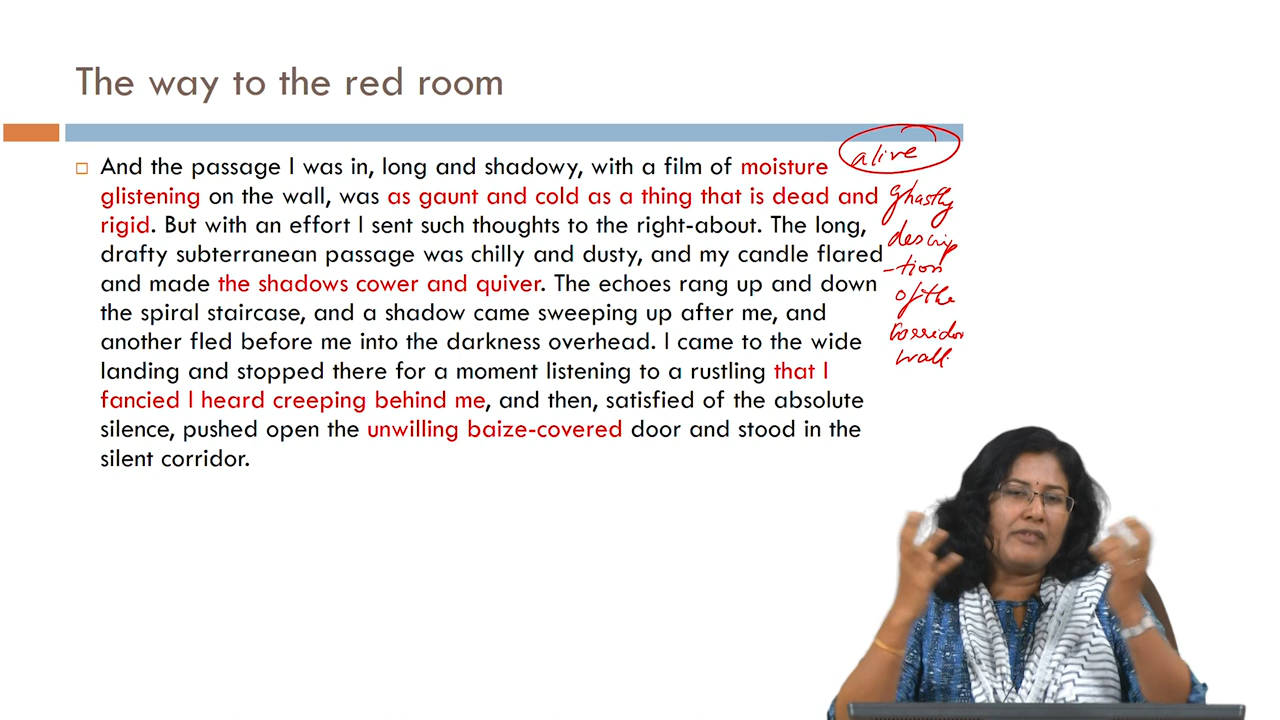 The way to the red room
And the passage I was in, long and shadowy, with a film of moisture
glistening on the wall, was as gaunt and cold as a thing that is dead and
rigid. But with an effort I sent such thoughts to the right-about. The long,
drafty subterranean passage was chilly and dusty, and my candle flared
and made the shadows cower and quiver. The echoes rang up and down
the spiral staircase, and a shadow came sweeping up after me, and
another fled before me into the darkness overhead. I came to the wide
landing and stopped there for a moment listening to a rustling that I
fancied I heard creeping behind me, and then, satisfied of the absolute
silence, pushed open the unwilling baize-covered door and stood in the
silent corridor.
alive
ghastly
descrip
-tion
of the
corridor
wall.